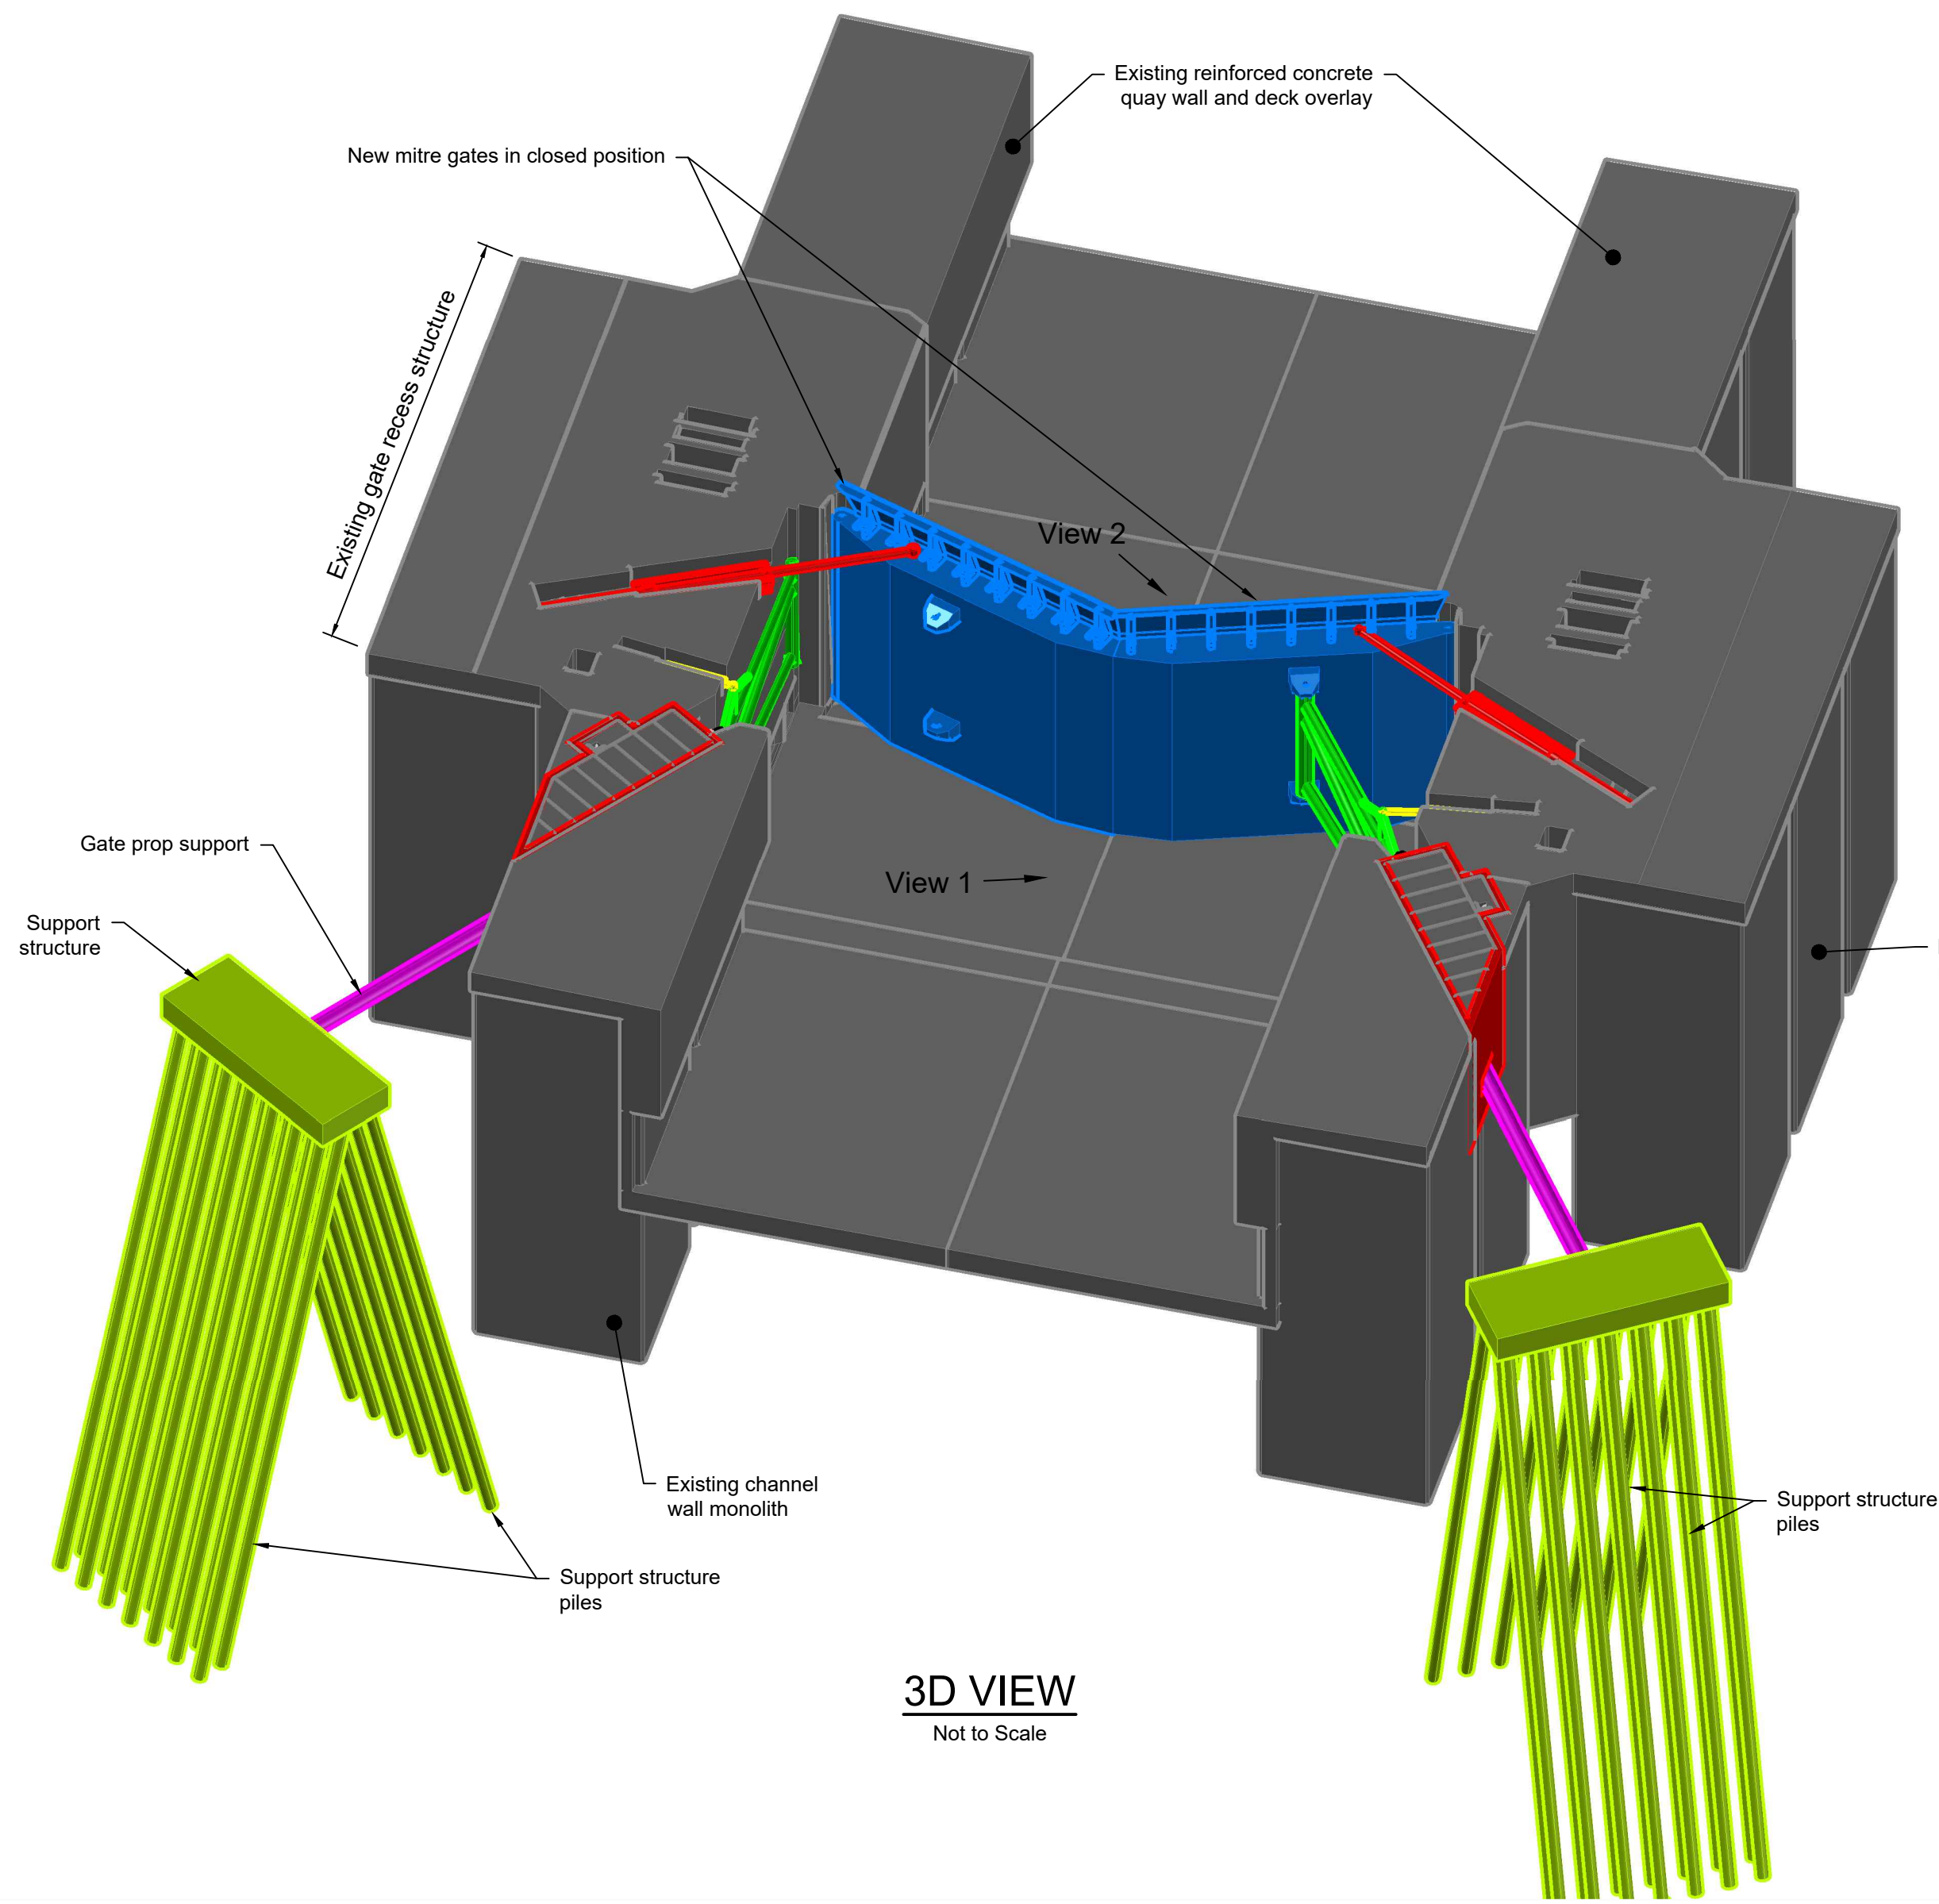 Existing reinforced concrete
quay wall and deck overlay
New mitre gates in closed position
Existing gate recess structure
View 2
Gate prop support
View 1
Support
structure
Existing channel
wall monolith
Support structure
piles
Support structure
piles
3D VIEW
Not to Scale